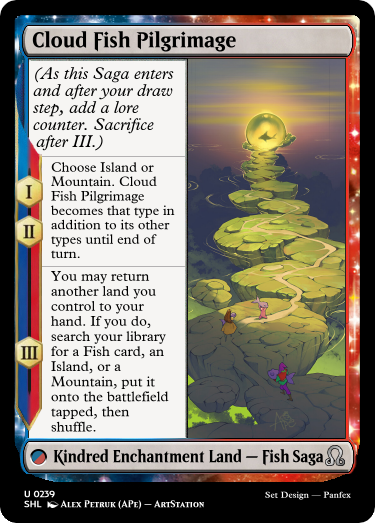 Cloud Fish Pilgrimage
(As this Saga enters
and after your draw
step, add a lore
counter. Sacrifice
after III.)
I
II
Choose Island or
Mountain. Cloud
Fish Pilgrimage
becomes that type in
addition to its other
types until end of
turn.
III
You may return
another land you
control to your
hand. If you do,
search your library
for a Fish card, an
Island, or a
Mountain, put it
onto the battlefield
tapped, then
shuffle.
Kindred Enchantment Land — Fish Saga
U 0239
SHL Alex Petruk (APe) — ArtStation
Set Design — Panfex